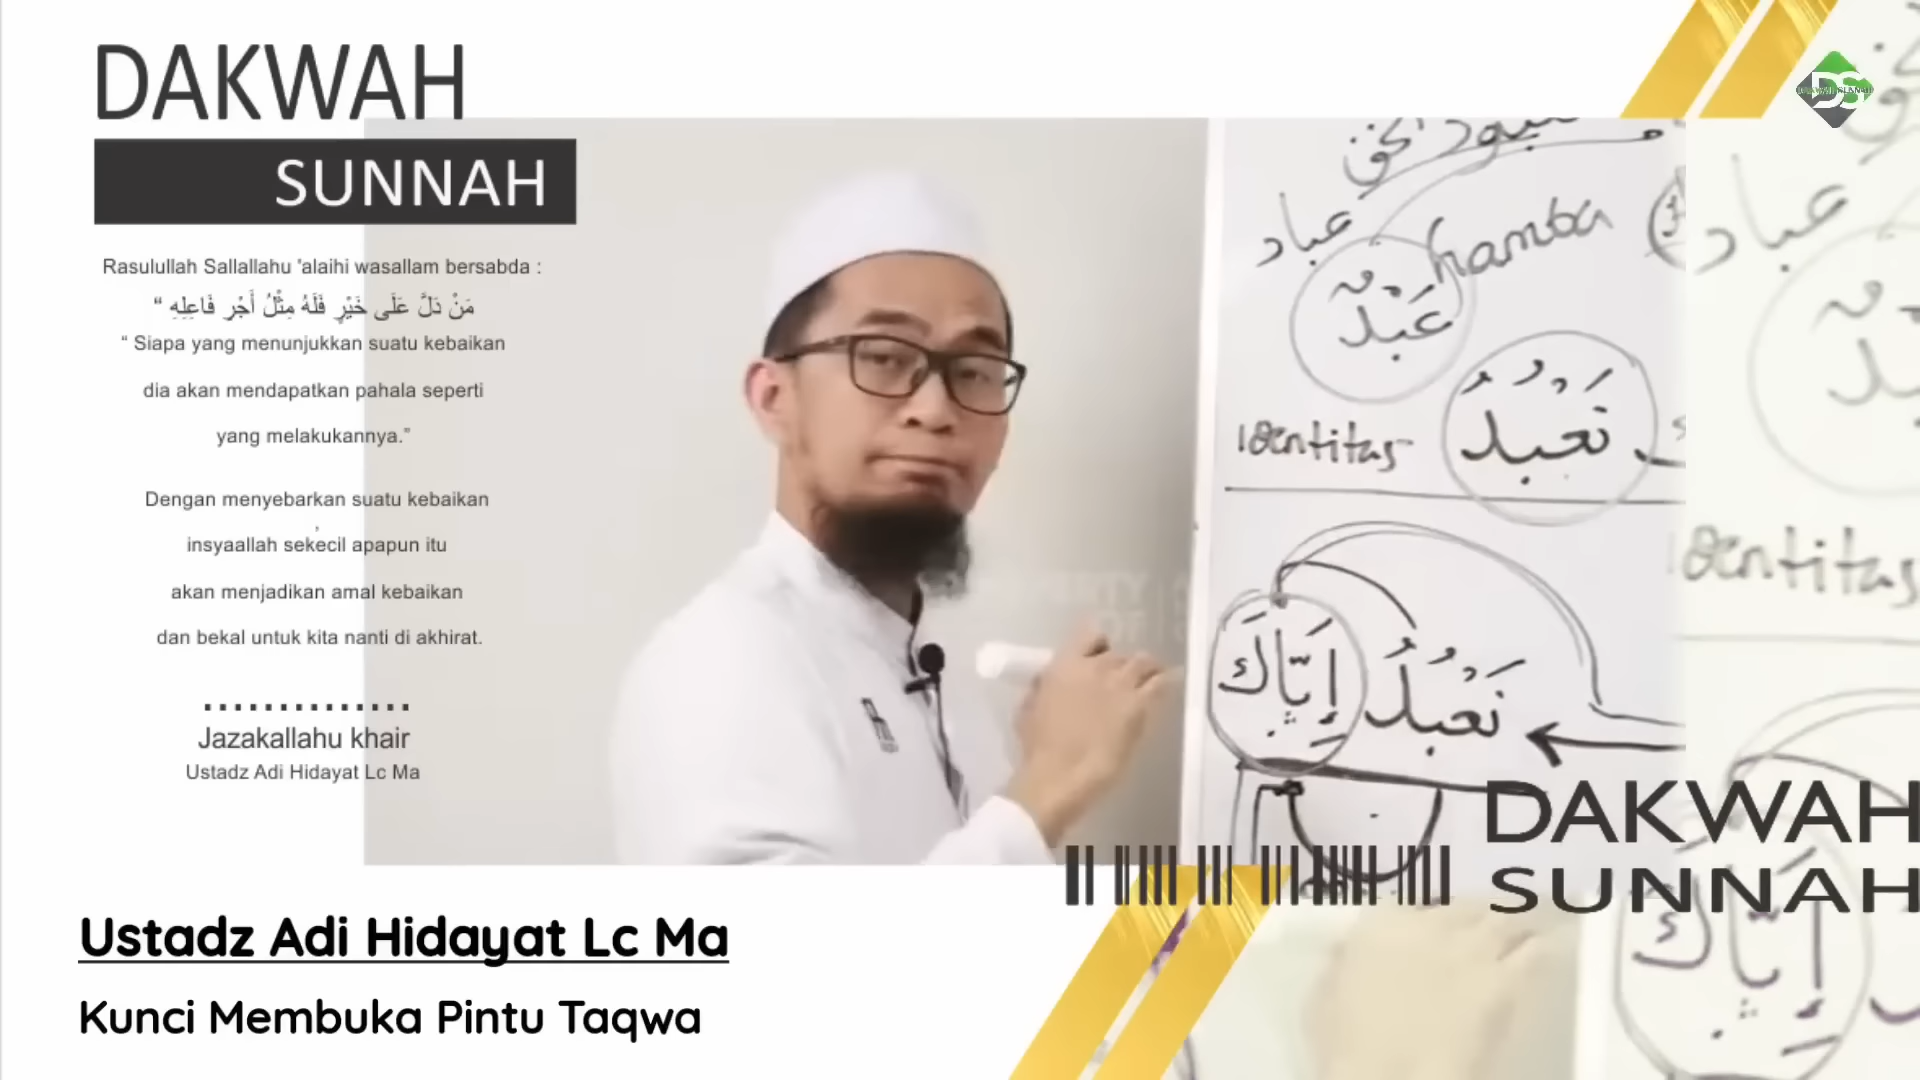 DAKWAH
SUNNAH
Rasulullah Sallallahu 'alaihi wasallam bersabda :
مَنْ دَلَّ عَلَى خَيْرٍ فَلَهُ مِثْلُ أَجْرِ فَاعِلِهِ “
“ Siapa yang menunjukkan suatu kebaikan
dia akan mendapatkan pahala seperti
yang melakukannya.”
Dengan menyebarkan suatu kebaikan
insyaallah sekecil apapun itu
akan menjadikan amal kebaikan
dan bekal untuk kita nanti di akhirat.
Jazakallahu khair
Ustadz Adi Hidayat Lc Ma
عباد
hamba
عَبْدٌ
Identitas
نَعْبُدُ
إِيَّاكَ نَعْبُدُ
عباد
Identitas
إِيَّاكَ
DS
DAKWAH
SUNNAH
Ustadz Adi Hidayat Lc Ma
Kunci Membuka Pintu Taqwa